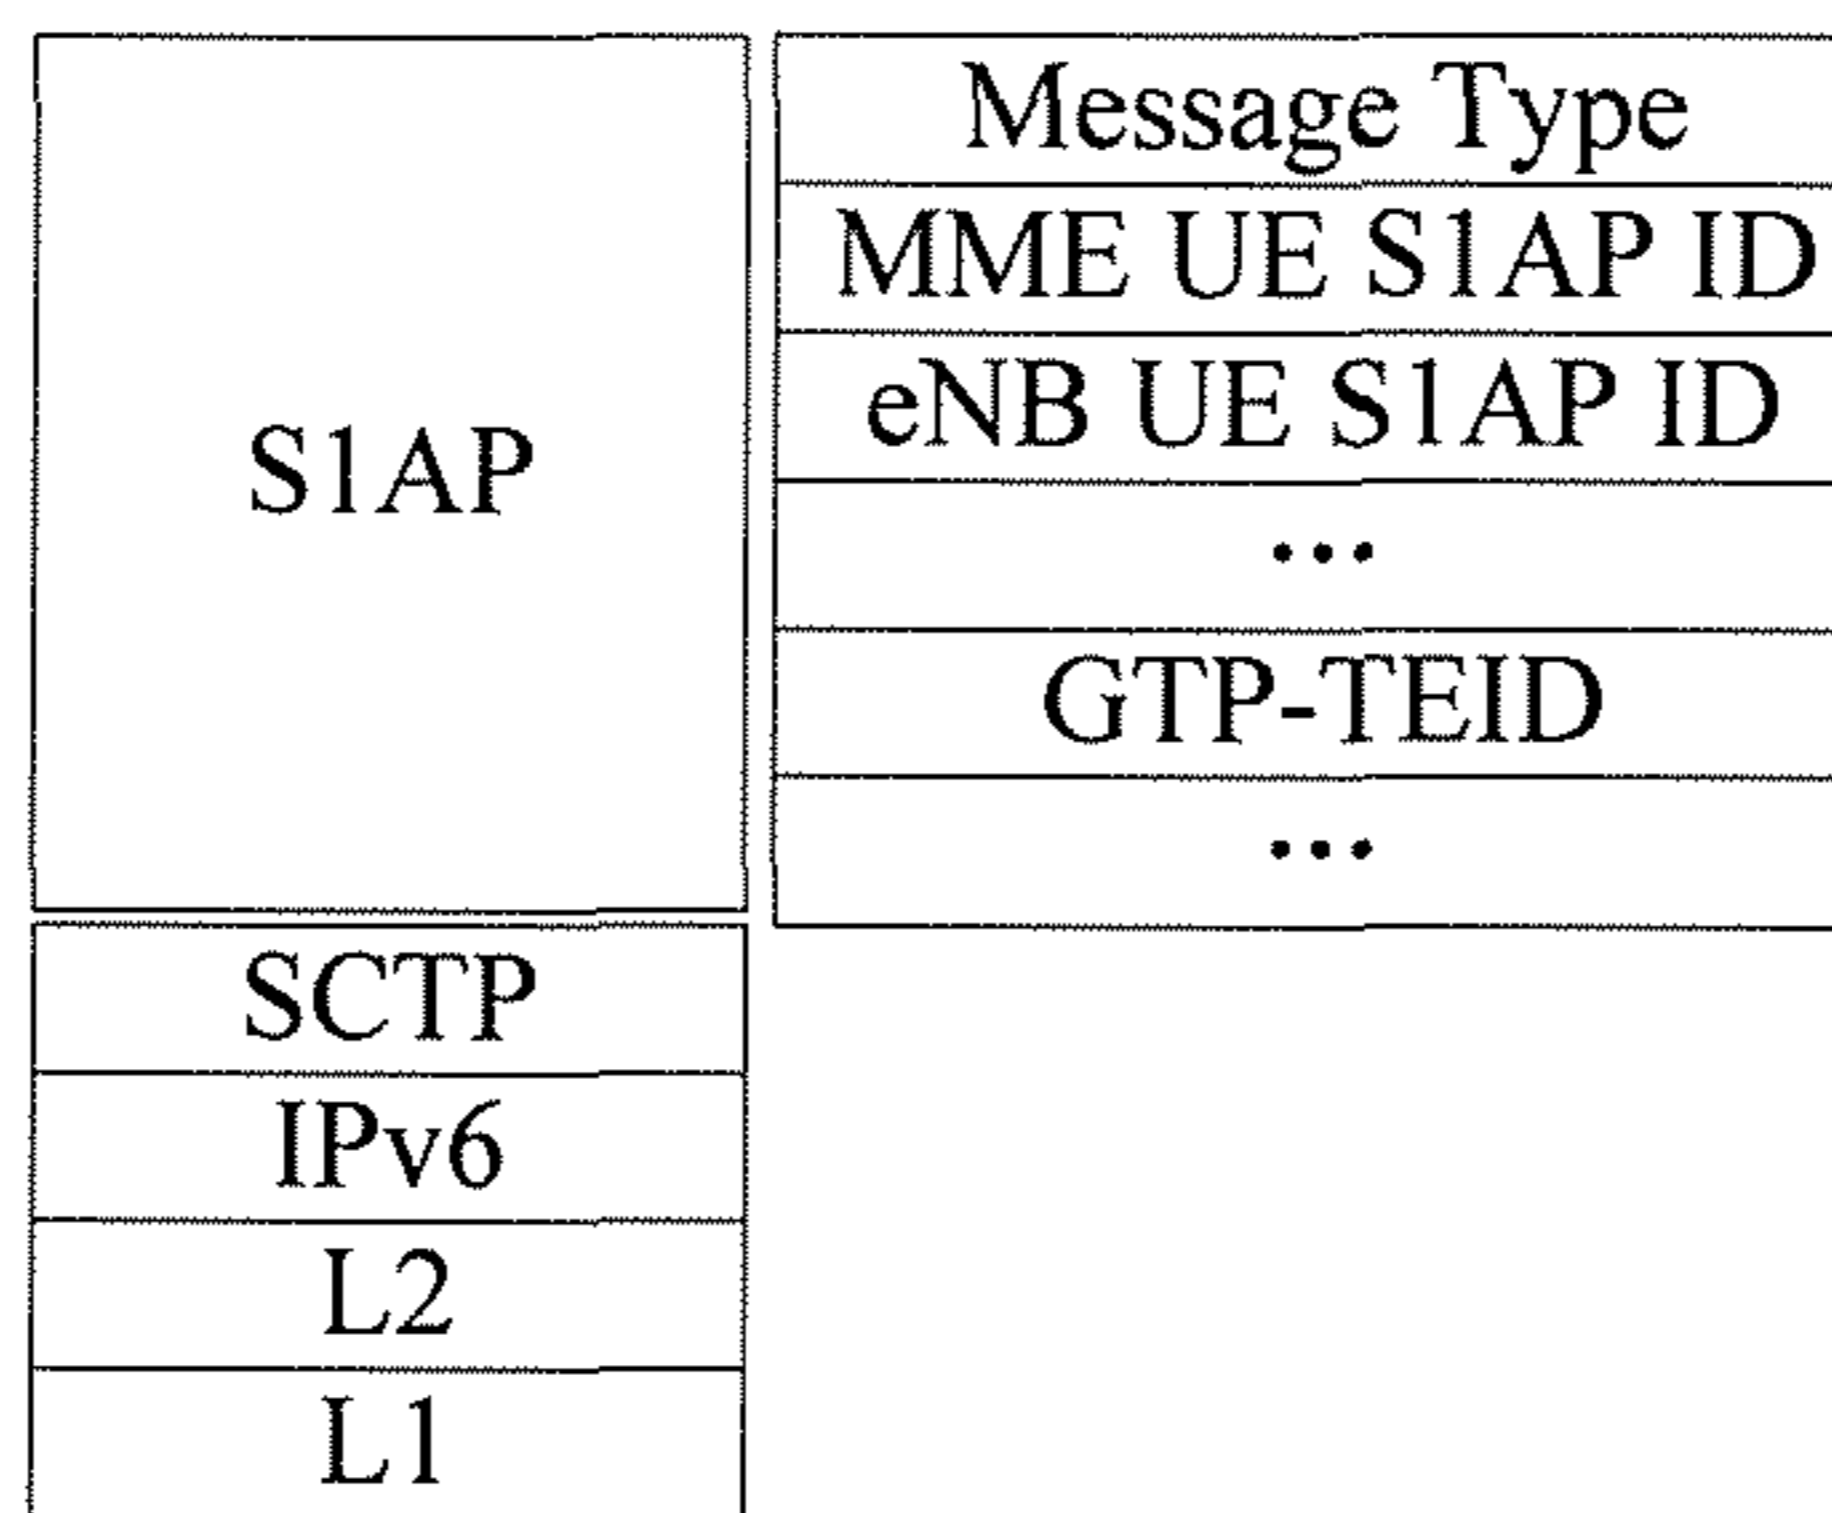 S1AP
Message Type
MME UE S1AP ID
eNB UE S1AP ID
...
GTP-TEID
...
SCTP
IPv6
L2
L1